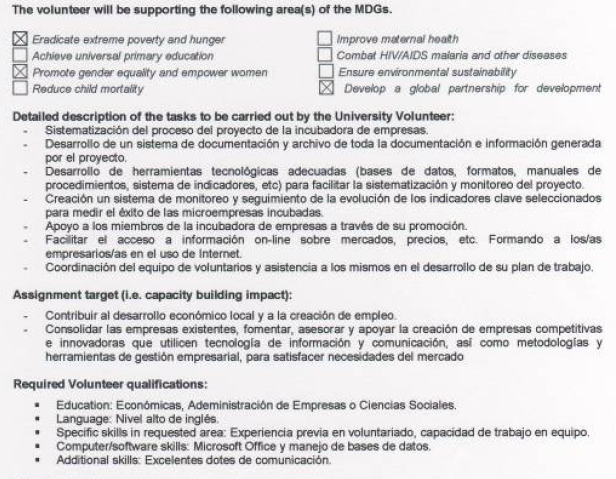 The volunteer will be supporting the following area(s) of the MDGs.
Eradicate extreme poverty and hunger
Achieve universal primary education
Promote gender equality and empower women
Reduce child mortality
Improve maternal health
Combat HIV/AIDS malaria and other diseases
Ensure environmental sustainability
Develop a global partnership for development
Detailed description of the tasks to be carried out by the University Volunteer:
- Sistematización del proceso del proyecto de la incubadora de empresas.
- Desarrollo de un sistema de documentación y archivo de toda la documentación e información generada
por el proyecto.
- Desarrollo de herramientas tecnológicas adecuadas (bases de datos, formatos, manuales de
procedimientos, sistema de indicadores, etc) para facilitar la sistematización y monitoreo del proyecto.
- Creación un sistema de monitoreo y seguimiento de la evolución de los indicadores clave seleccionados
para medir el éxito de las microempresas incubadas.
- Apoyo a los miembros de la incubadora de empresas a través de su promoción.
- Facilitar el acceso a información on-line sobre mercados, precios, etc. Formando a los/as
empresarios/as en el uso de Internet.
- Coordinación del equipo de voluntarios y asistencia a los mismos en el desarrollo de su plan de trabajo.
Assignment target (i.e. capacity building impact):
- Contribuir al desarrollo económico local y a la creación de empleo.
- Consolidar las empresas existentes, fomentar, asesorar y apoyar la creación de empresas competitivas
e innovadoras que utilicen tecnología de información y comunicación, así como metodologías y
herramientas de gestión empresarial, para satisfacer necesidades del mercado
Required Volunteer qualifications:
▪ Education: Económicas, Adeministración de Empresas o Ciencias Sociales.
▪ Language: Nivel alto de inglés.
▪ Specific skills in requested area: Experiencia previa en voluntariado, capacidad de trabajo en equipo.
▪ Computer/software skills: Microsoft Office y manejo de bases de datos.
▪ Additional skills: Excelentes dotes de comunicación.